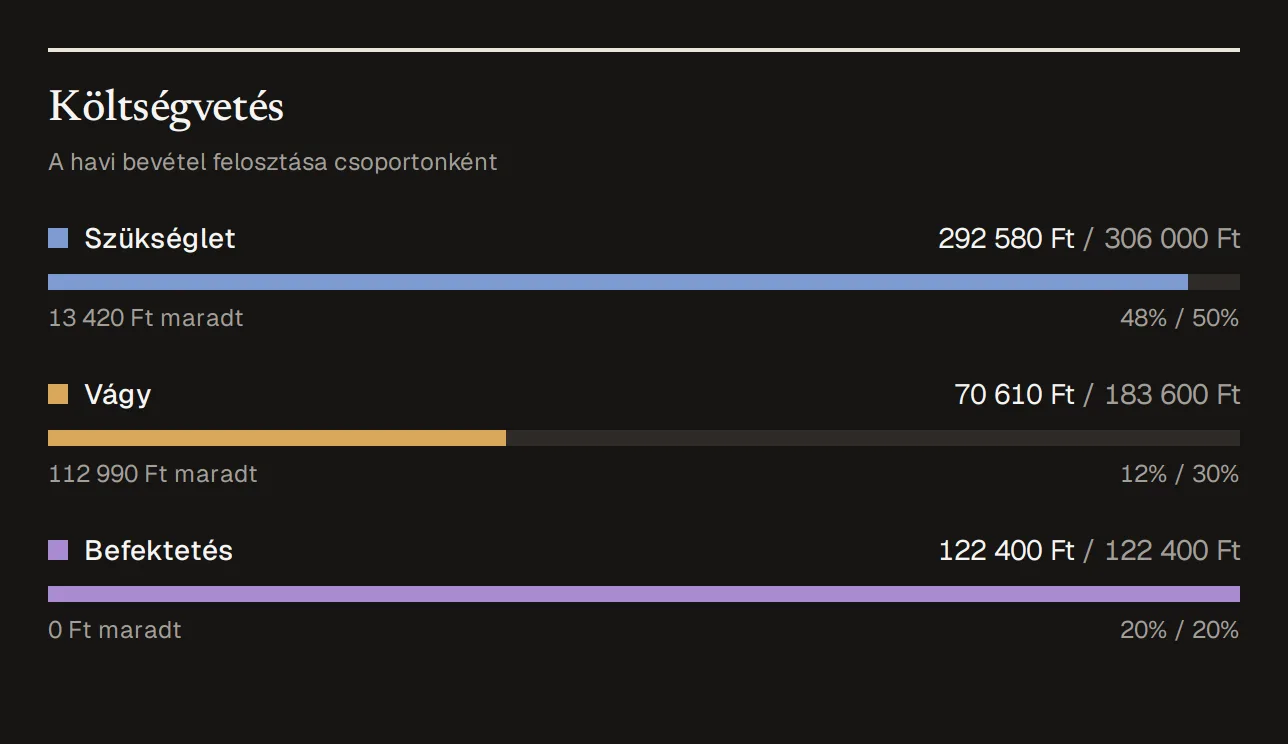 Költségvetés
A havi bevétel felosztása csoportonként
Szükséglet 292 580 Ft / 306 000 Ft
13 420 Ft maradt 48% / 50%
Vágy 70 610 Ft / 183 600 Ft
112 990 Ft maradt 12% / 30%
Befektetés 122 400 Ft / 122 400 Ft
0 Ft maradt 20% / 20%